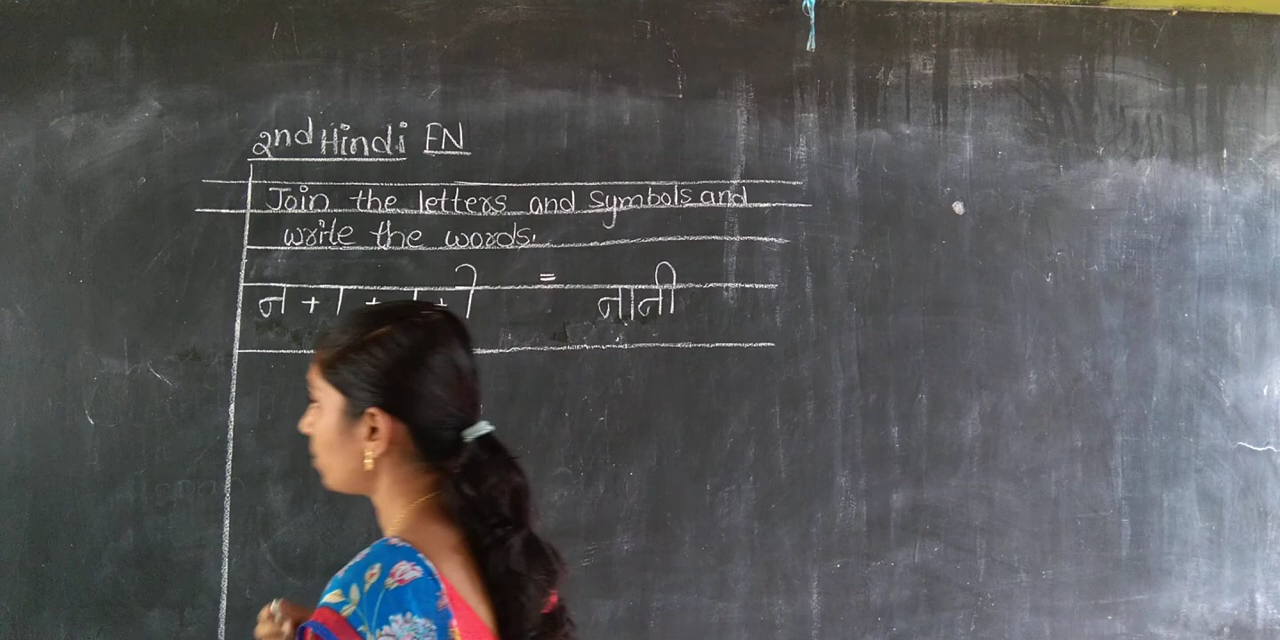 2nd Hindi FN
Join the letters and symbols and
write the words.
न + ा + + ी = नानी